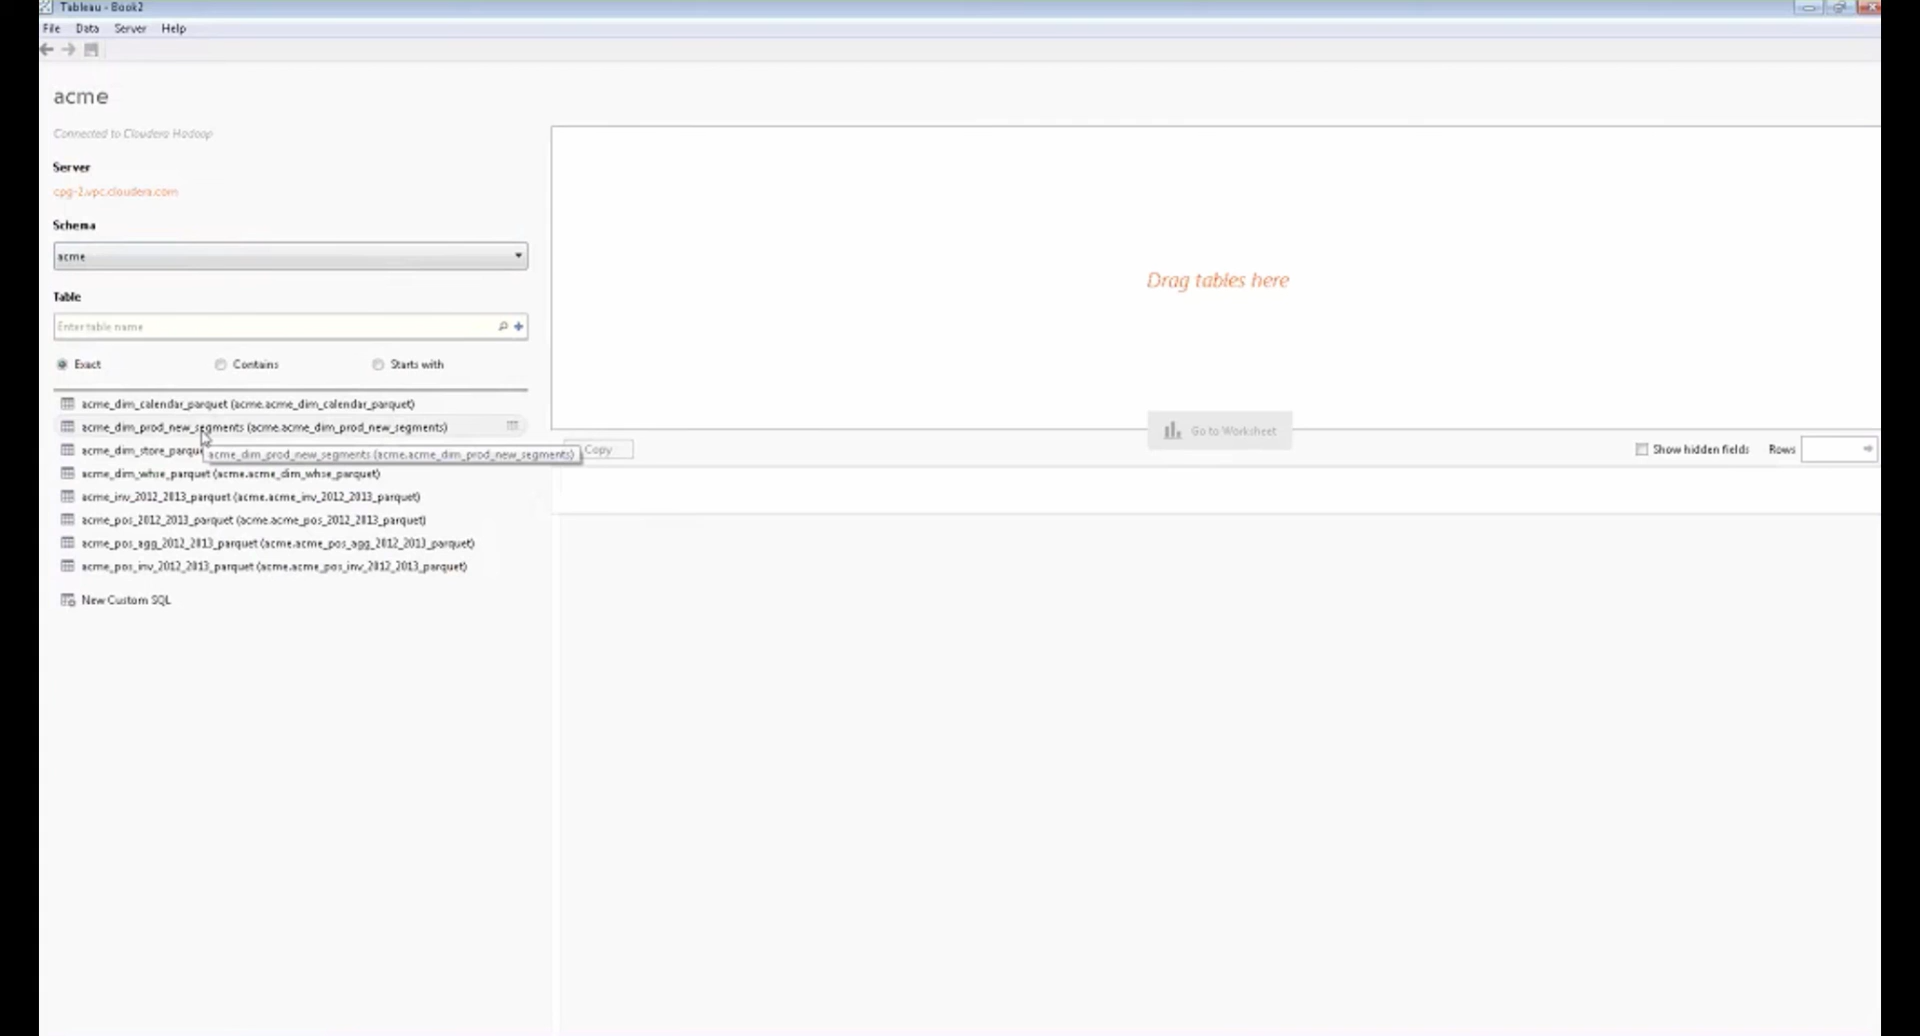 Tableau - Book2
File Data Server Help
acme
Connected to Cloudera Hadoop
Server
cpg-2.vpc.cloudera.com
Schema
acme
Table
Enter table name
Exact Contains Starts with
acme_dim_calendar_parquet (acme.acme_dim_calendar_parquet)
acme_dim_prod_new_segments (acme.acme_dim_prod_new_segments)
acme_dim_store_parque
acme_dim_prod_new_segments (acme.acme_dim_prod_new_segments)
acme_dim_whse_parquet (acme.acme_dim_whse_parquet)
acme_inv_2012_2013_parquet (acme.acme_inv_2012_2013_parquet)
acme_pos_2012_2013_parquet (acme.acme_pos_2012_2013_parquet)
acme_pos_agg_2012_2013_parquet (acme.acme_pos_agg_2012_2013_parquet)
acme_pos_inv_2012_2013_parquet (acme.acme_pos_inv_2012_2013_parquet)
New Custom SQL
Drag tables here
Go to Worksheet
Copy
Show hidden fields Rows